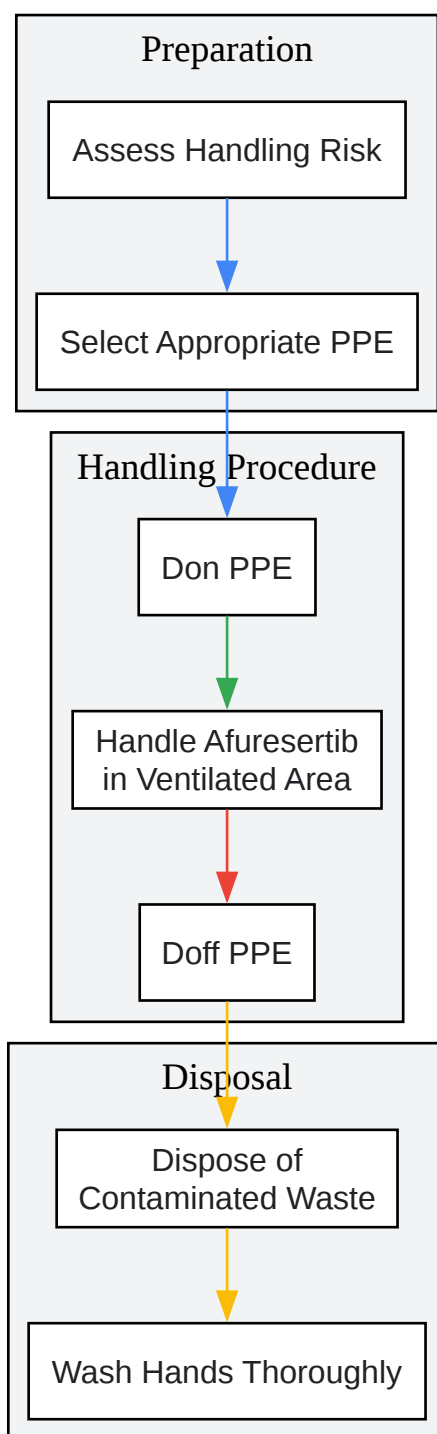 Preparation
Assess Handling Risk
Select Appropriate PPE
Handling Procedure
Don PPE
Handle Afuresertib
in Ventilated Area
Doff PPE
Disposal
Dispose of
Contaminated Waste
Wash Hands Thoroughly